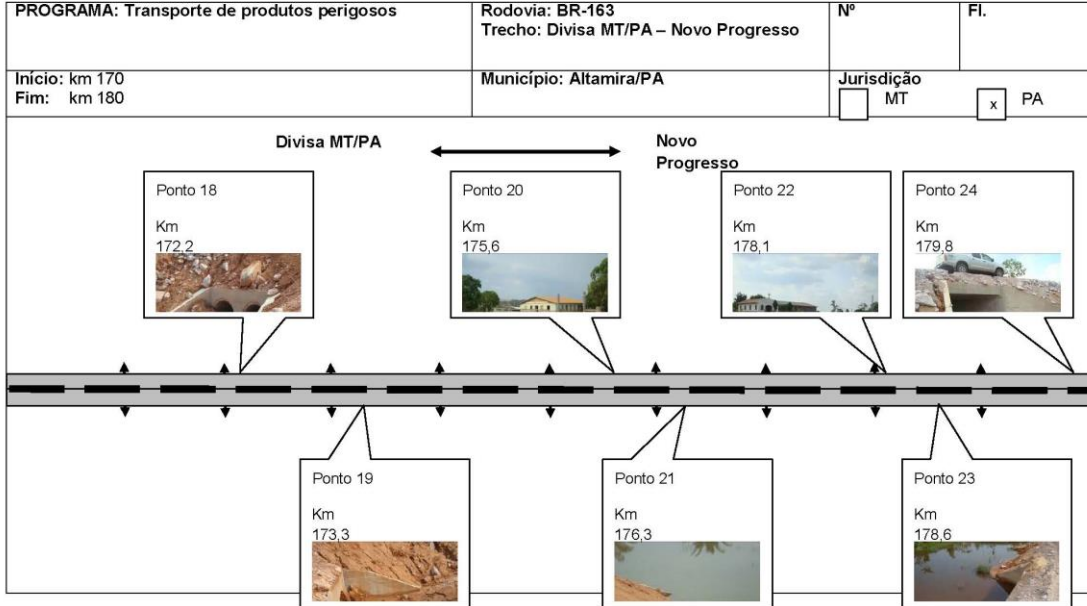 PROGRAMA: Transporte de produtos perigosos
Rodovia: BR-163
Trecho: Divisa MT/PA – Novo Progresso
Nº
Fl.
Início: km 170
Fim: km 180
Município: Altamira/PA
Jurisdição
MT
x PA
Divisa MT/PA
Novo
Progresso
Ponto 18
Km
172,2
Ponto 20
Km
175,6
Ponto 22
Km
178,1
Ponto 24
Km
179,8
Ponto 19
Km
173,3
Ponto 21
Km
176,3
Ponto 23
Km
178,6